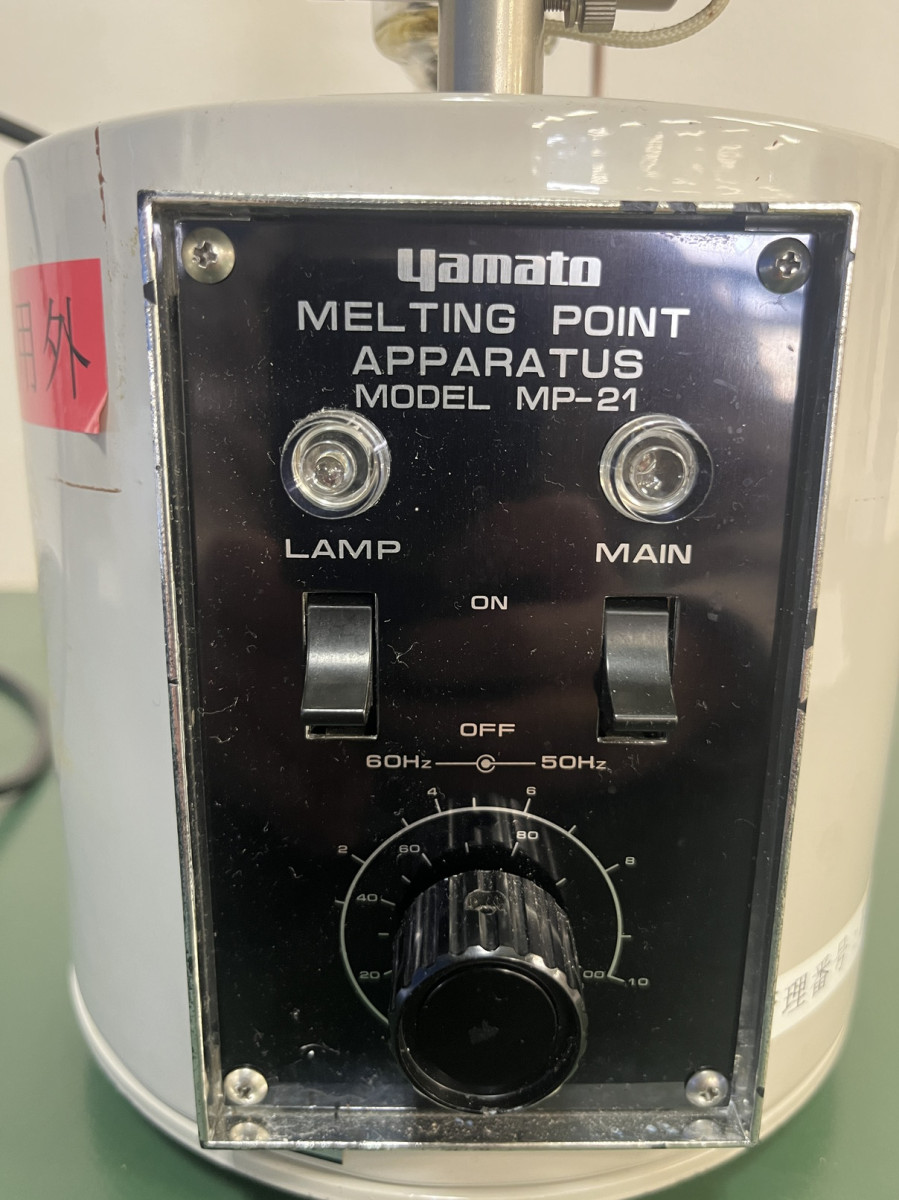 yamato
MELTING POINT
APPARATUS
MODEL MP-21
用外
LAMP
MAIN
ON
OFF
60Hz
50Hz
4
6
2
60
80
8
40
20
00
10
理番号